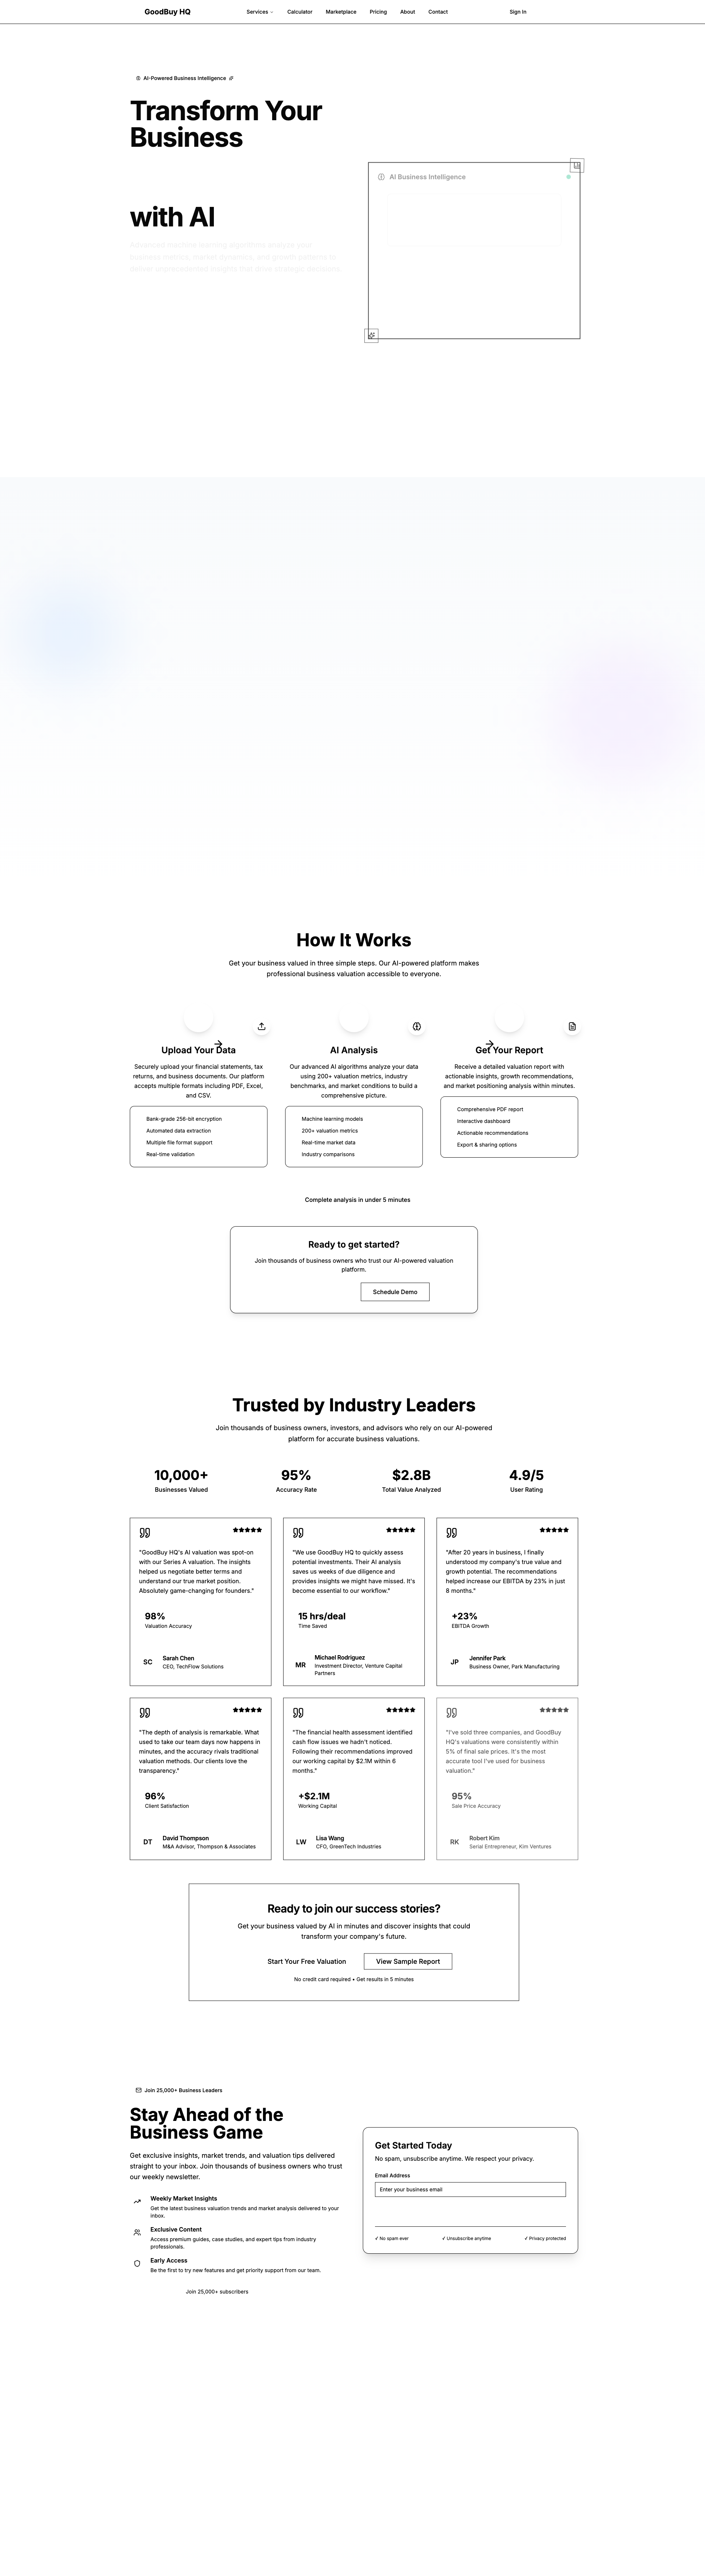 GoodBuy HQ
Services
Calculator
Marketplace
Pricing
About
Contact
Sign In
AI-Powered Business Intelligence
Transform Your
Business
with AI
Advanced machine learning algorithms analyze your
business metrics, market dynamics, and growth patterns to
deliver unprecedented insights that drive strategic decisions.
AI Business Intelligence
How It Works
Get your business valued in three simple steps. Our AI-powered platform makes
professional business valuation accessible to everyone.
Upload Your Data
Securely upload your financial statements, tax
returns, and business documents. Our platform
accepts multiple formats including PDF, Excel,
and CSV.
Bank-grade 256-bit encryption
Automated data extraction
Multiple file format support
Real-time validation
AI Analysis
Our advanced AI algorithms analyze your data
using 200+ valuation metrics, industry
benchmarks, and market conditions to build a
comprehensive picture.
Machine learning models
200+ valuation metrics
Real-time market data
Industry comparisons
Get Your Report
Receive a detailed valuation report with
actionable insights, growth recommendations,
and market positioning analysis within minutes.
Comprehensive PDF report
Interactive dashboard
Actionable recommendations
Export & sharing options
Complete analysis in under 5 minutes
Ready to get started?
Join thousands of business owners who trust our AI-powered valuation
platform.
Schedule Demo
Trusted by Industry Leaders
Join thousands of business owners, investors, and advisors who rely on our AI-powered
platform for accurate business valuations.
10,000+
Businesses Valued
95%
Accuracy Rate
$2.8B
Total Value Analyzed
4.9/5
User Rating
"GoodBuy HQ's AI valuation was spot-on
with our Series A valuation. The insights
helped us negotiate better terms and
understand our true market position.
Absolutely game-changing for founders."
98%
Valuation Accuracy
SC
Sarah Chen
CEO, TechFlow Solutions
"We use GoodBuy HQ to quickly assess
potential investments. Their AI analysis
saves us weeks of due diligence and
provides insights we might have missed. It's
become essential to our workflow."
15 hrs/deal
Time Saved
MR
Michael Rodriguez
Investment Director, Venture Capital
Partners
"After 20 years in business, I finally
understood my company's true value and
growth potential. The recommendations
helped increase our EBITDA by 23% in just
8 months."
+23%
EBITDA Growth
JP
Jennifer Park
Business Owner, Park Manufacturing
"The depth of analysis is remarkable. What
used to take our team days now happens in
minutes, and the accuracy rivals traditional
valuation methods. Our clients love the
transparency."
96%
Client Satisfaction
DT
David Thompson
M&A Advisor, Thompson & Associates
"The financial health assessment identified
cash flow issues we hadn't noticed.
Following their recommendations improved
our working capital by $2.1M within 6
months."
+$2.1M
Working Capital
LW
Lisa Wang
CFO, GreenTech Industries
"I've sold three companies, and GoodBuy
HQ's valuations were consistently within
5% of final sale prices. It's the most
accurate tool I've used for business
valuation."
95%
Sale Price Accuracy
RK
Robert Kim
Serial Entrepreneur, Kim Ventures
Ready to join our success stories?
Get your business valued by AI in minutes and discover insights that could
transform your company's future.
Start Your Free Valuation
View Sample Report
No credit card required • Get results in 5 minutes
Join 25,000+ Business Leaders
Stay Ahead of the
Business Game
Get exclusive insights, market trends, and valuation tips delivered
straight to your inbox. Join thousands of business owners who trust
our weekly newsletter.
Weekly Market Insights
Get the latest business valuation trends and market analysis delivered to your
inbox.
Exclusive Content
Access premium guides, case studies, and expert tips from industry
professionals.
Early Access
Be the first to try new features and get priority support from our team.
Join 25,000+ subscribers
Get Started Today
No spam, unsubscribe anytime. We respect your privacy.
Email Address
Enter your business email
✓ No spam ever
✓ Unsubscribe anytime
✓ Privacy protected